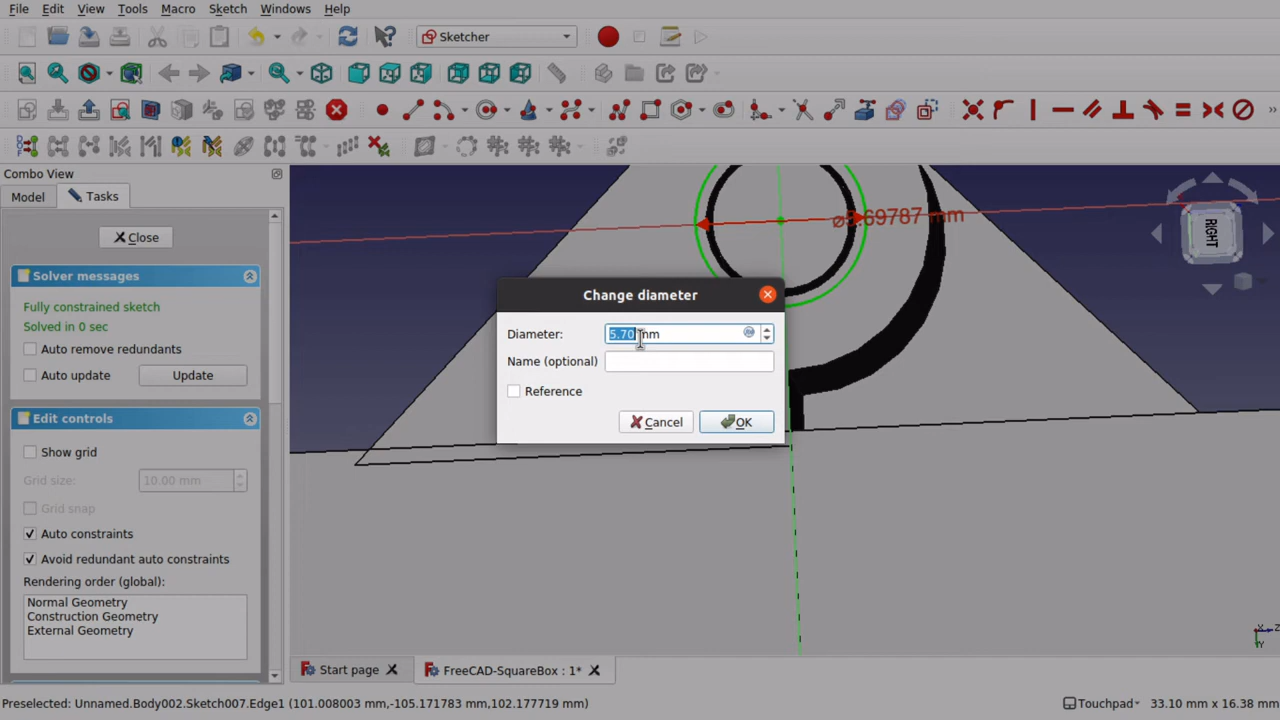 File Edit View Tools Macro Sketch Windows Help
Sketcher
Combo View
Model Tasks
Close
Solver messages
Fully constrained sketch
Solved in 0 sec
Auto remove redundants
Auto update Update
Edit controls
Show grid
Grid size: 10.00 mm
Grid snap
Auto constraints
Avoid redundant auto constraints
Rendering order (global):
Normal Geometry
Construction Geometry
External Geometry
RIGHT
Change diameter
Diameter: 5.70 mm
Name (optional)
Reference
Cancel OK
Start page FreeCAD-SquareBox : 1*
Preselected: Unnamed.Body002.Sketch007.Edge1 (101.008003 mm,-105.171783 mm,102.177719 mm) Touchpad 33.10 mm x 16.38 mm